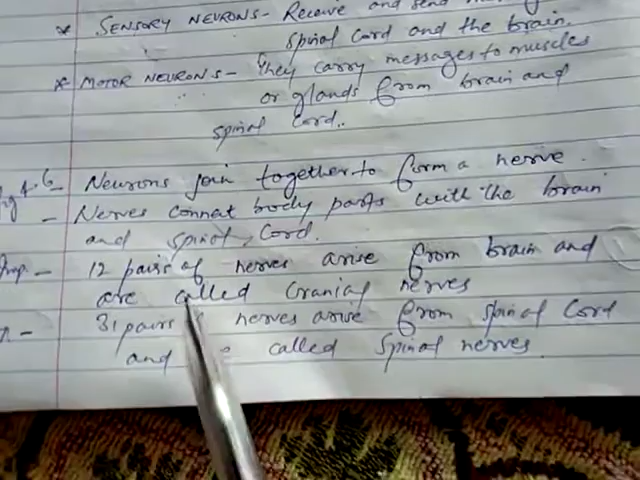 * SENSORY NEURONS - Receive and send
spinal Cord and the brain.
* MOTOR NEURONS - They carry messages to muscles
or glands from brain and
spinal Cord.
Neurons join together to form a nerve.
- Nerves connat body parts with the brain
and spinal Cord.
Imp. - 12 pairs of nerves arise from brain and
are called Cranial nerves
- 31 pairs nerves arise from spinal Cord
and called Spinal nerves.